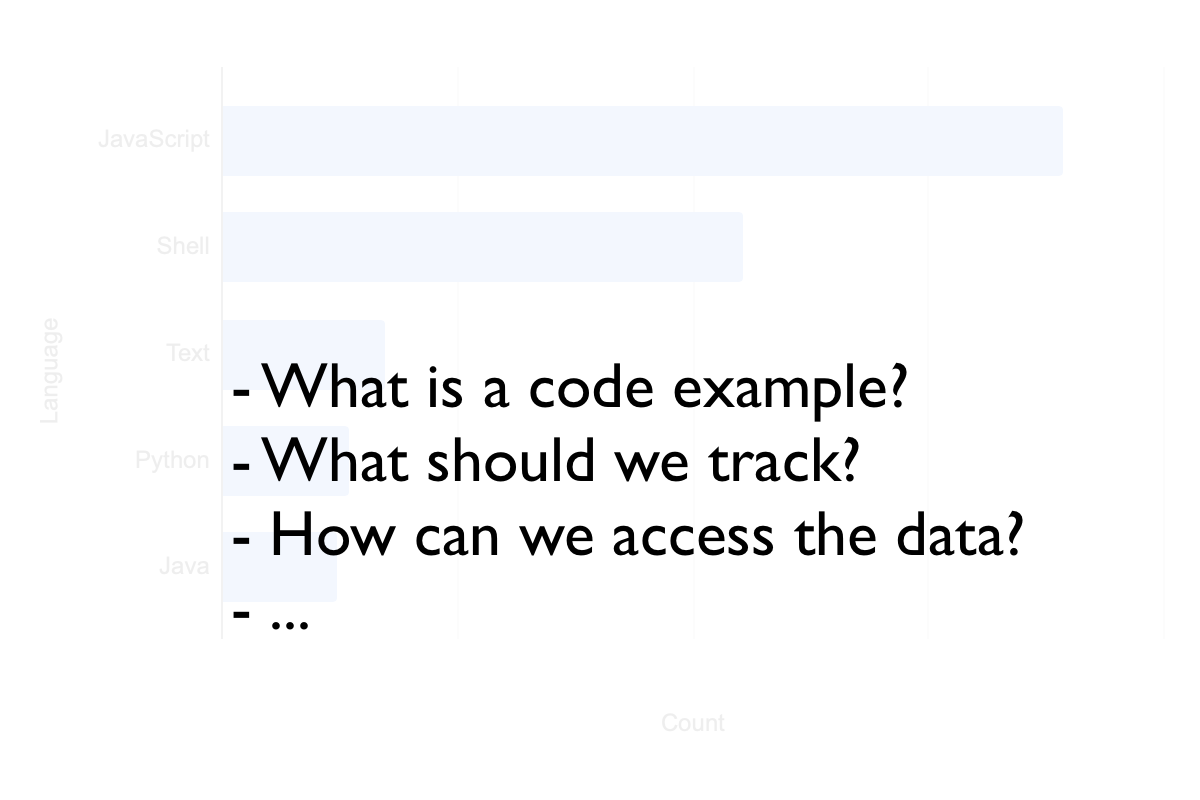 JavaScript
Shell
Text
Python
Java
Language
Count
- What is a code example?
- What should we track?
- How can we access the data?
- ...